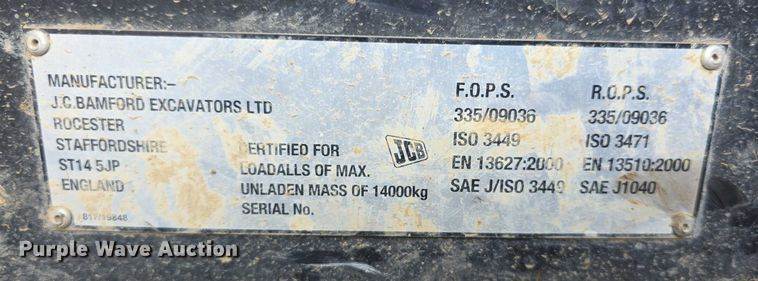 MANUFACTURER:-
J.C.BAMFORD EXCAVATORS LTD
ROCESTER
STAFFORDSHIRE
ST14 5JP
ENGLAND
817/19848
CERTIFIED FOR
LOADALLS OF MAX.
UNLADEN MASS OF 14000kg
SERIAL No.
JCB
F.O.P.S.
335/09036
ISO 3449
EN 13627:2000
SAE J/ISO 3449
R.O.P.S.
335/09036
ISO 3471
EN 13510:2000
SAE J1040
Purple Wave Auction